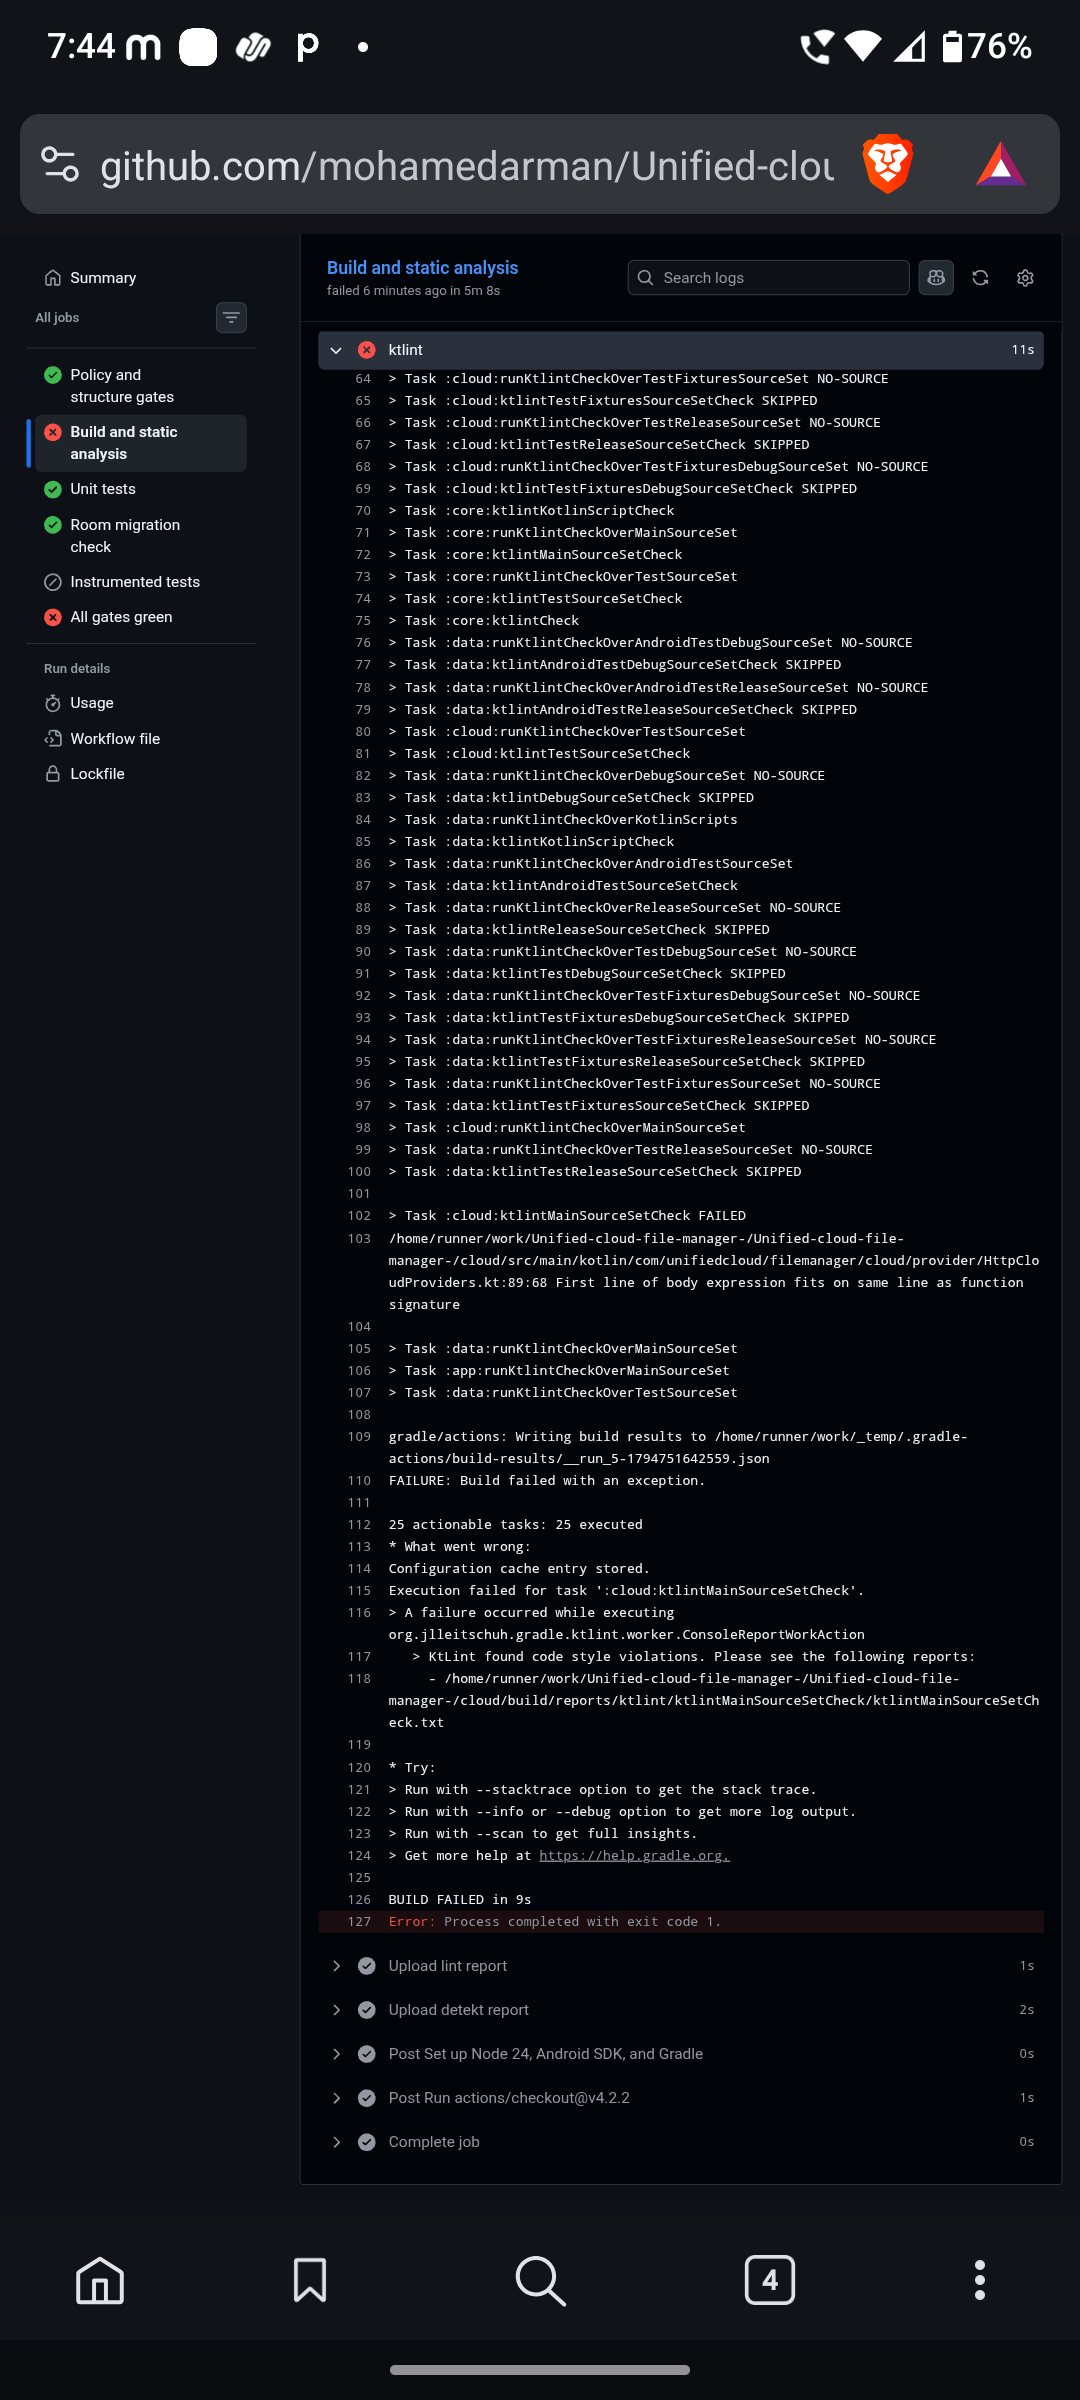 7:44
76%
github.com/mohamedarman/Unified-clou
Summary
All jobs
Policy and
structure gates
Build and static
analysis
Unit tests
Room migration
check
Instrumented tests
All gates green
Run details
Usage
Workflow file
Lockfile
Build and static analysis
failed 6 minutes ago in 5m 8s
Search logs
ktlint 11s
64 > Task :cloud:runKtlintCheckOverTestFixturesSourceSet NO-SOURCE
65 > Task :cloud:ktlintTestFixturesSourceSetCheck SKIPPED
66 > Task :cloud:runKtlintCheckOverTestReleaseSourceSet NO-SOURCE
67 > Task :cloud:ktlintTestReleaseSourceSetCheck SKIPPED
68 > Task :cloud:runKtlintCheckOverTestFixturesDebugSourceSet NO-SOURCE
69 > Task :cloud:ktlintTestFixturesDebugSourceSetCheck SKIPPED
70 > Task :core:ktlintKotlinScriptCheck
71 > Task :core:runKtlintCheckOverMainSourceSet
72 > Task :core:ktlintMainSourceSetCheck
73 > Task :core:runKtlintCheckOverTestSourceSet
74 > Task :core:ktlintTestSourceSetCheck
75 > Task :core:ktlintCheck
76 > Task :data:runKtlintCheckOverAndroidTestDebugSourceSet NO-SOURCE
77 > Task :data:ktlintAndroidTestDebugSourceSetCheck SKIPPED
78 > Task :data:runKtlintCheckOverAndroidTestReleaseSourceSet NO-SOURCE
79 > Task :data:ktlintAndroidTestReleaseSourceSetCheck SKIPPED
80 > Task :cloud:runKtlintCheckOverTestSourceSet
81 > Task :cloud:ktlintTestSourceSetCheck
82 > Task :data:runKtlintCheckOverDebugSourceSet NO-SOURCE
83 > Task :data:ktlintDebugSourceSetCheck SKIPPED
84 > Task :data:runKtlintCheckOverKotlinScripts
85 > Task :data:ktlintKotlinScriptCheck
86 > Task :data:runKtlintCheckOverAndroidTestSourceSet
87 > Task :data:ktlintAndroidTestSourceSetCheck
88 > Task :data:runKtlintCheckOverReleaseSourceSet NO-SOURCE
89 > Task :data:ktlintReleaseSourceSetCheck SKIPPED
90 > Task :data:runKtlintCheckOverTestDebugSourceSet NO-SOURCE
91 > Task :data:ktlintTestDebugSourceSetCheck SKIPPED
92 > Task :data:runKtlintCheckOverTestFixturesDebugSourceSet NO-SOURCE
93 > Task :data:ktlintTestFixturesDebugSourceSetCheck SKIPPED
94 > Task :data:runKtlintCheckOverTestFixturesReleaseSourceSet NO-SOURCE
95 > Task :data:ktlintTestFixturesReleaseSourceSetCheck SKIPPED
96 > Task :data:runKtlintCheckOverTestFixturesSourceSet NO-SOURCE
97 > Task :data:ktlintTestFixturesSourceSetCheck SKIPPED
98 > Task :cloud:runKtlintCheckOverMainSourceSet
99 > Task :data:runKtlintCheckOverTestReleaseSourceSet NO-SOURCE
100 > Task :data:ktlintTestReleaseSourceSetCheck SKIPPED
101
102 > Task :cloud:ktlintMainSourceSetCheck FAILED
103 /home/runner/work/Unified-cloud-file-manager-/Unified-cloud-file-
manager-/cloud/src/main/kotlin/com/unifiedcloud/filemanager/cloud/provider/HttpClo
udProviders.kt:89:68 First line of body expression fits on same line as function
signature
104
105 > Task :data:runKtlintCheckOverMainSourceSet
106 > Task :app:runKtlintCheckOverMainSourceSet
107 > Task :data:runKtlintCheckOverTestSourceSet
108
109 gradle/actions: Writing build results to /home/runner/work/_temp/.gradle-
actions/build-results/__run_5-1794751642559.json
110 FAILURE: Build failed with an exception.
111
112 25 actionable tasks: 25 executed
113 * What went wrong:
114 Configuration cache entry stored.
115 Execution failed for task ':cloud:ktlintMainSourceSetCheck'.
116 > A failure occurred while executing
org.jlleitschuh.gradle.ktlint.worker.ConsoleReportWorkAction
117 > KtLint found code style violations. Please see the following reports:
118 - /home/runner/work/Unified-cloud-file-manager-/Unified-cloud-file-
manager-/cloud/build/reports/ktlint/ktlintMainSourceSetCheck/ktlintMainSourceSetCh
eck.txt
119
120 * Try:
121 > Run with --stacktrace option to get the stack trace.
122 > Run with --info or --debug option to get more log output.
123 > Run with --scan to get full insights.
124 > Get more help at https://help.gradle.org.
125
126 BUILD FAILED in 9s
127 Error: Process completed with exit code 1.
Upload lint report 1s
Upload detekt report 2s
Post Set up Node 24, Android SDK, and Gradle 0s
Post Run actions/checkout@v4.2.2 1s
Complete job 0s
4